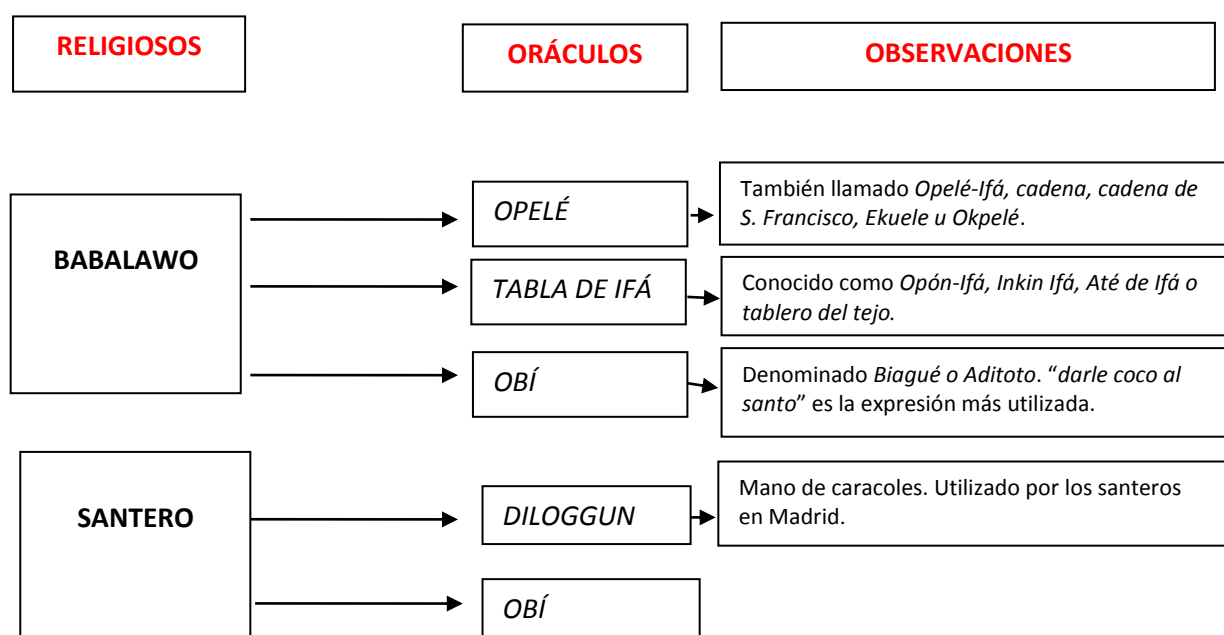 RELIGIOSOS
ORÁCULOS
OBSERVACIONES
BABALAWO
OPELÉ
También llamado Opelé-Ifá, cadena, cadena de
S. Francisco, Ekuele u Okpelé.
TABLA DE IFÁ
Conocido como Opón-Ifá, Inkin Ifá, Até de Ifá o
tablero del tejo.
OBÍ
Denominado Biagué o Aditoto. “darle coco al
santo” es la expresión más utilizada.
SANTERO
DILOGGUN
Mano de caracoles. Utilizado por los santeros
en Madrid.
OBÍ